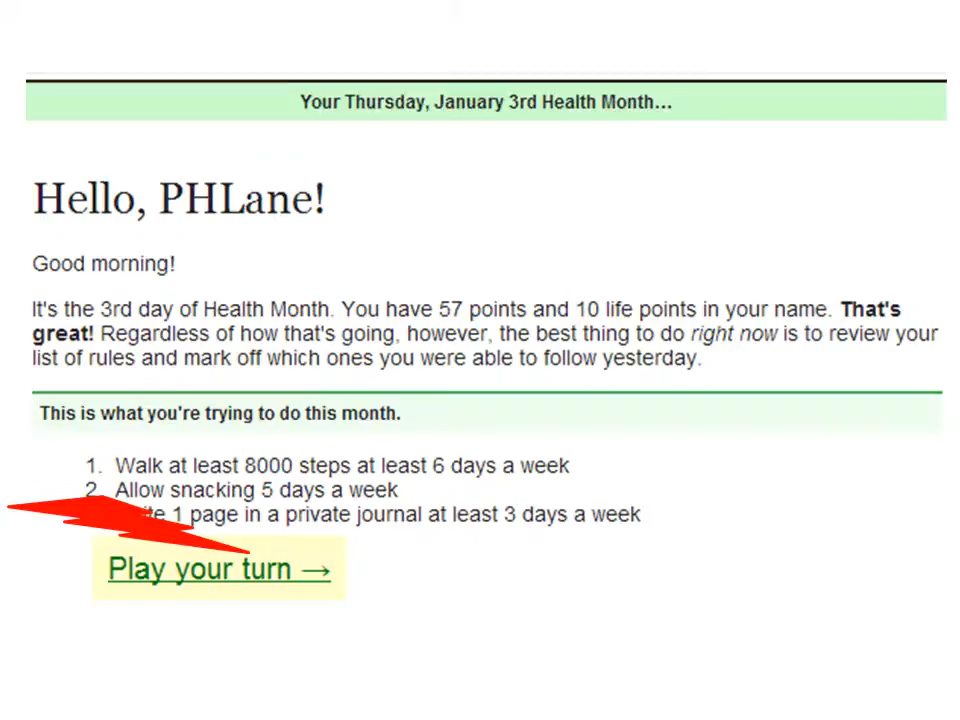 Your Thursday, January 3rd Health Month...
Hello, PHLane!
Good morning!
It's the 3rd day of Health Month. You have 57 points and 10 life points in your name. That's
great! Regardless of how that's going, however, the best thing to do right now is to review your
list of rules and mark off which ones you were able to follow yesterday.
This is what you're trying to do this month.
1. Walk at least 8000 steps at least 6 days a week
2. Allow snacking 5 days a week
1 page in a private journal at least 3 days a week
Play your turn →